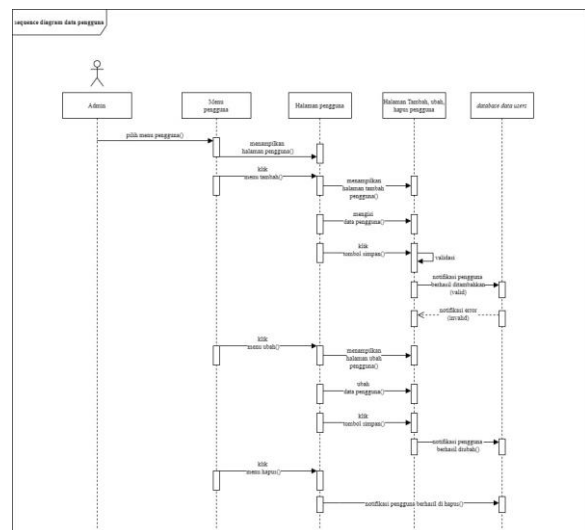 sequence diagram data pengguna
Admin
Menu
pengguna
Halaman pengguna
Halaman Tambah, ubah,
hapus pengguna
database data users
pilih menu pengguna()
menampilkan
halaman pengguna()
klik
menu tambah()
menampilkan
halaman tambah
pengguna()
mengisi
data pengguna()
klik
tombol simpan()
validasi
notifikasi pengguna
berhasil ditambahkan
(valid)
notifikasi error
(invalid)
klik
menu ubah()
menampilkan
halaman ubah
pengguna()
ubah
data pengguna()
klik
tombol simpan()
notifikasi pengguna
berhasil diubah()
klik
menu hapus()
notifikasi pengguna berhasil di hapus()